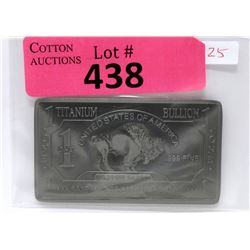 COTTON
AUCTIONS
Lot #
438
25
TITANIUM
BULLION
UNITED STATES OF AMERICA
1
999 FINE